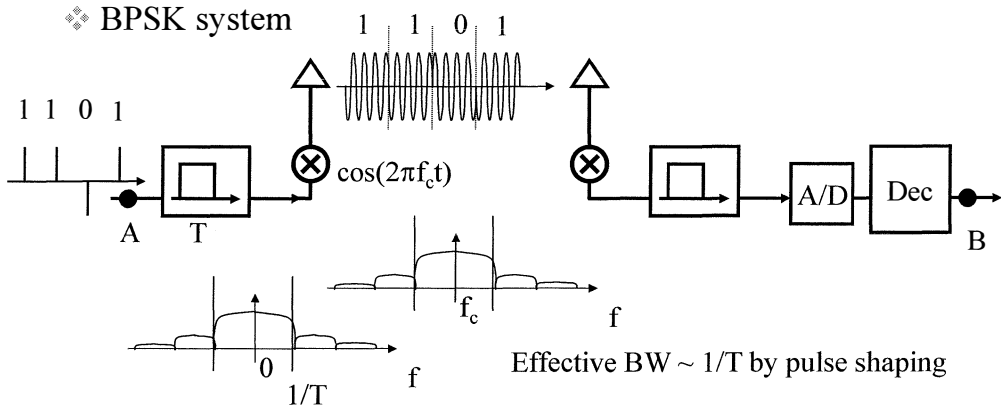 BPSK system
1 1 0 1
1 1 0 1
cos(2πf_ct)
A
T
A/D
Dec
B
f_c
f
0
1/T
f
Effective BW ~ 1/T by pulse shaping